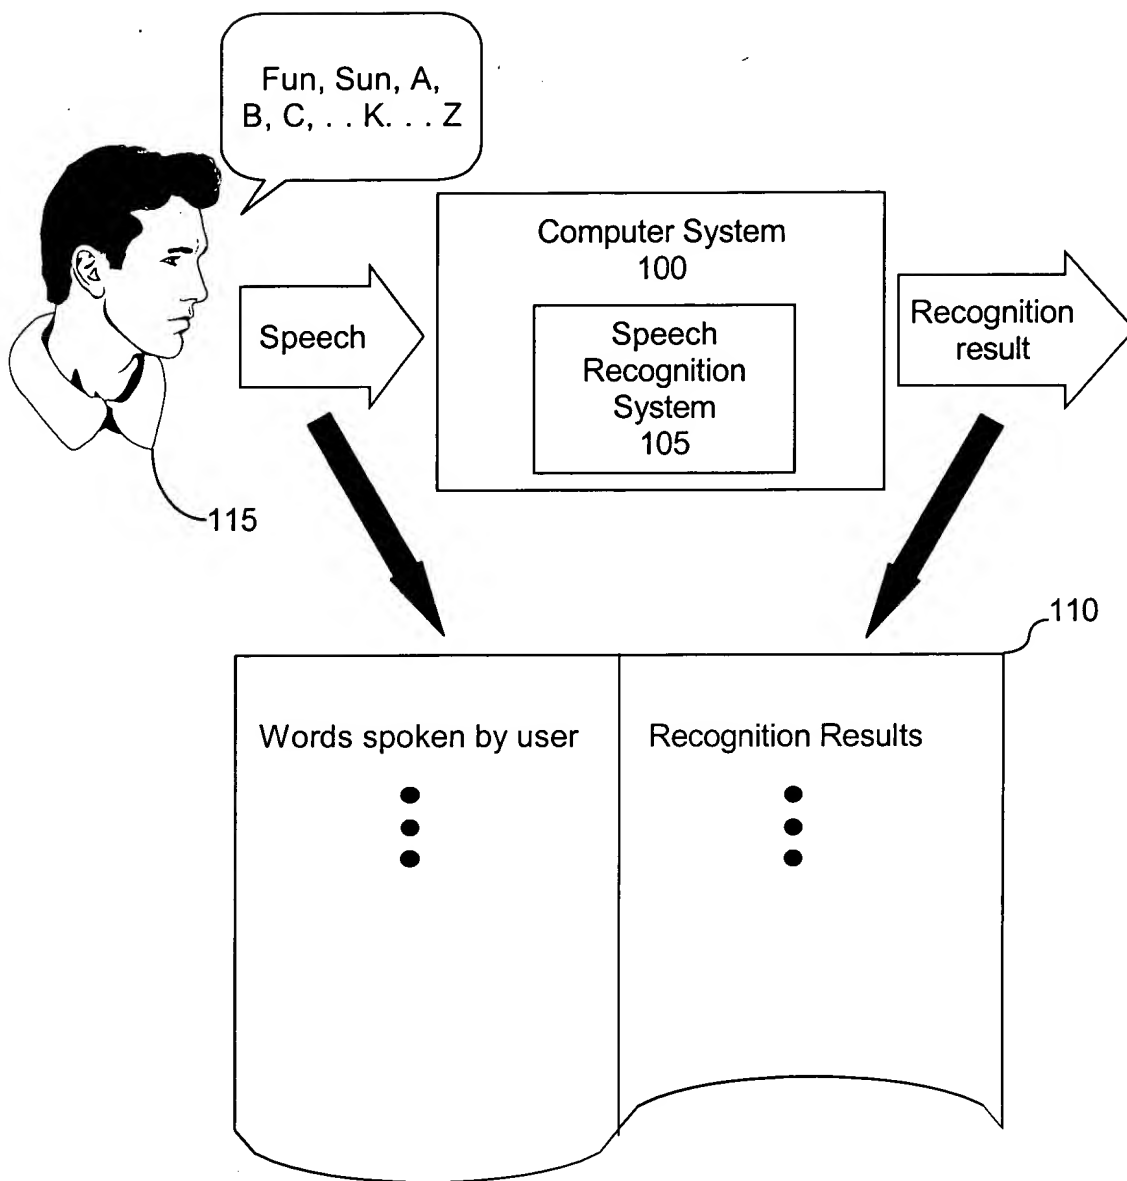 Fun, Sun, A,
B, C, . . K. . . Z
Computer System
100
Speech
Recognition
System
105
Speech
Recognition
result
115
110
Words spoken by user
Recognition Results